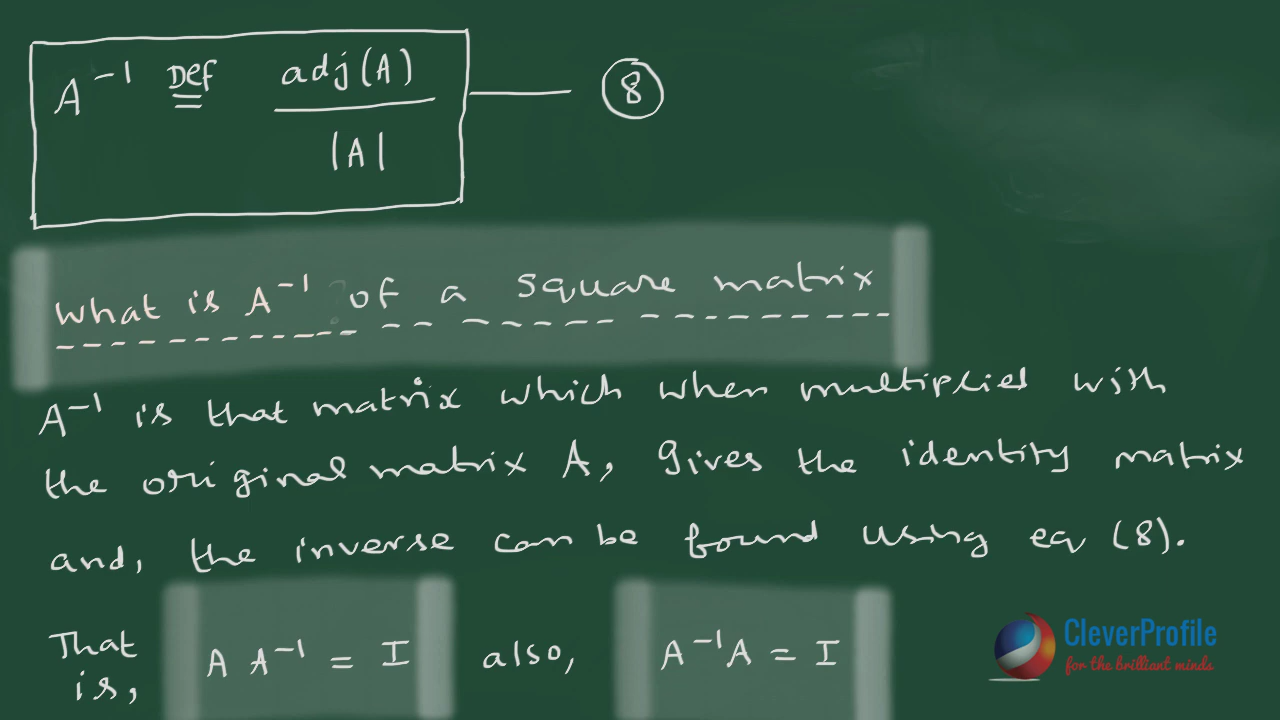 A⁻¹ Def = adj(A) / |A| —— 8
What is A⁻¹ of a square matrix
A⁻¹ is that matrix which when multiplied with
the original matrix A, gives the identity matrix
and, the inverse can be found using eq (8).
That is, A A⁻¹ = I also, A⁻¹A = I
CleverProfile
for the brilliant minds